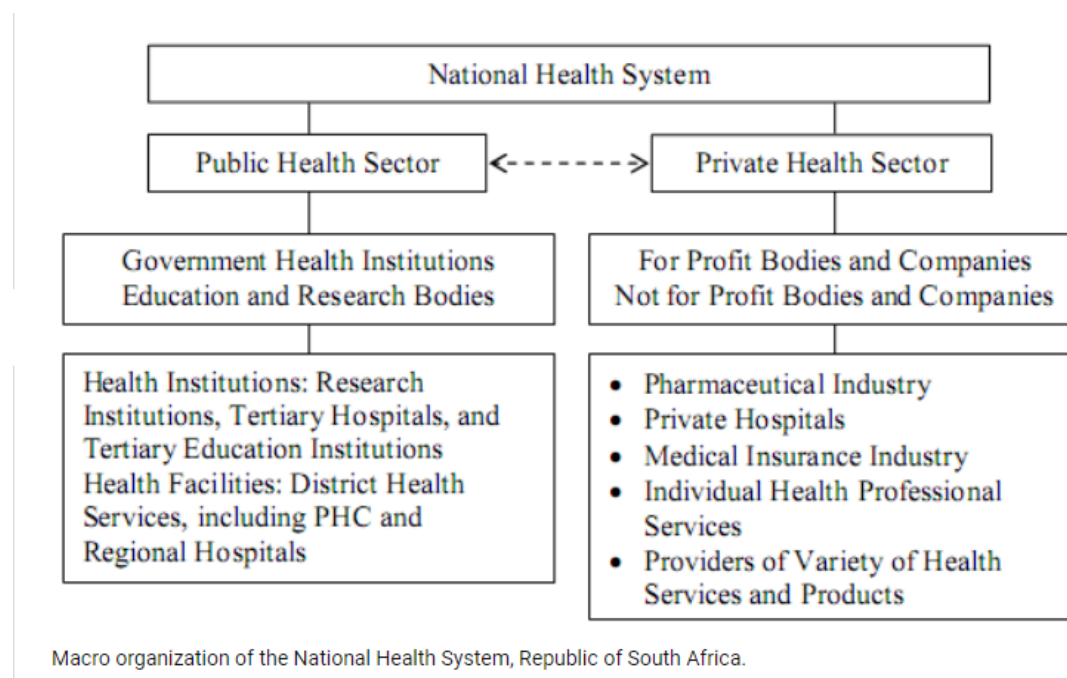 National Health System
Public Health Sector
Private Health Sector
Government Health Institutions
Education and Research Bodies
For Profit Bodies and Companies
Not for Profit Bodies and Companies
Health Institutions: Research
Institutions, Tertiary Hospitals, and
Tertiary Education Institutions
Health Facilities: District Health
Services, including PHC and
Regional Hospitals
• Pharmaceutical Industry
• Private Hospitals
• Medical Insurance Industry
• Individual Health Professional
Services
• Providers of Variety of Health
Services and Products
Macro organization of the National Health System, Republic of South Africa.